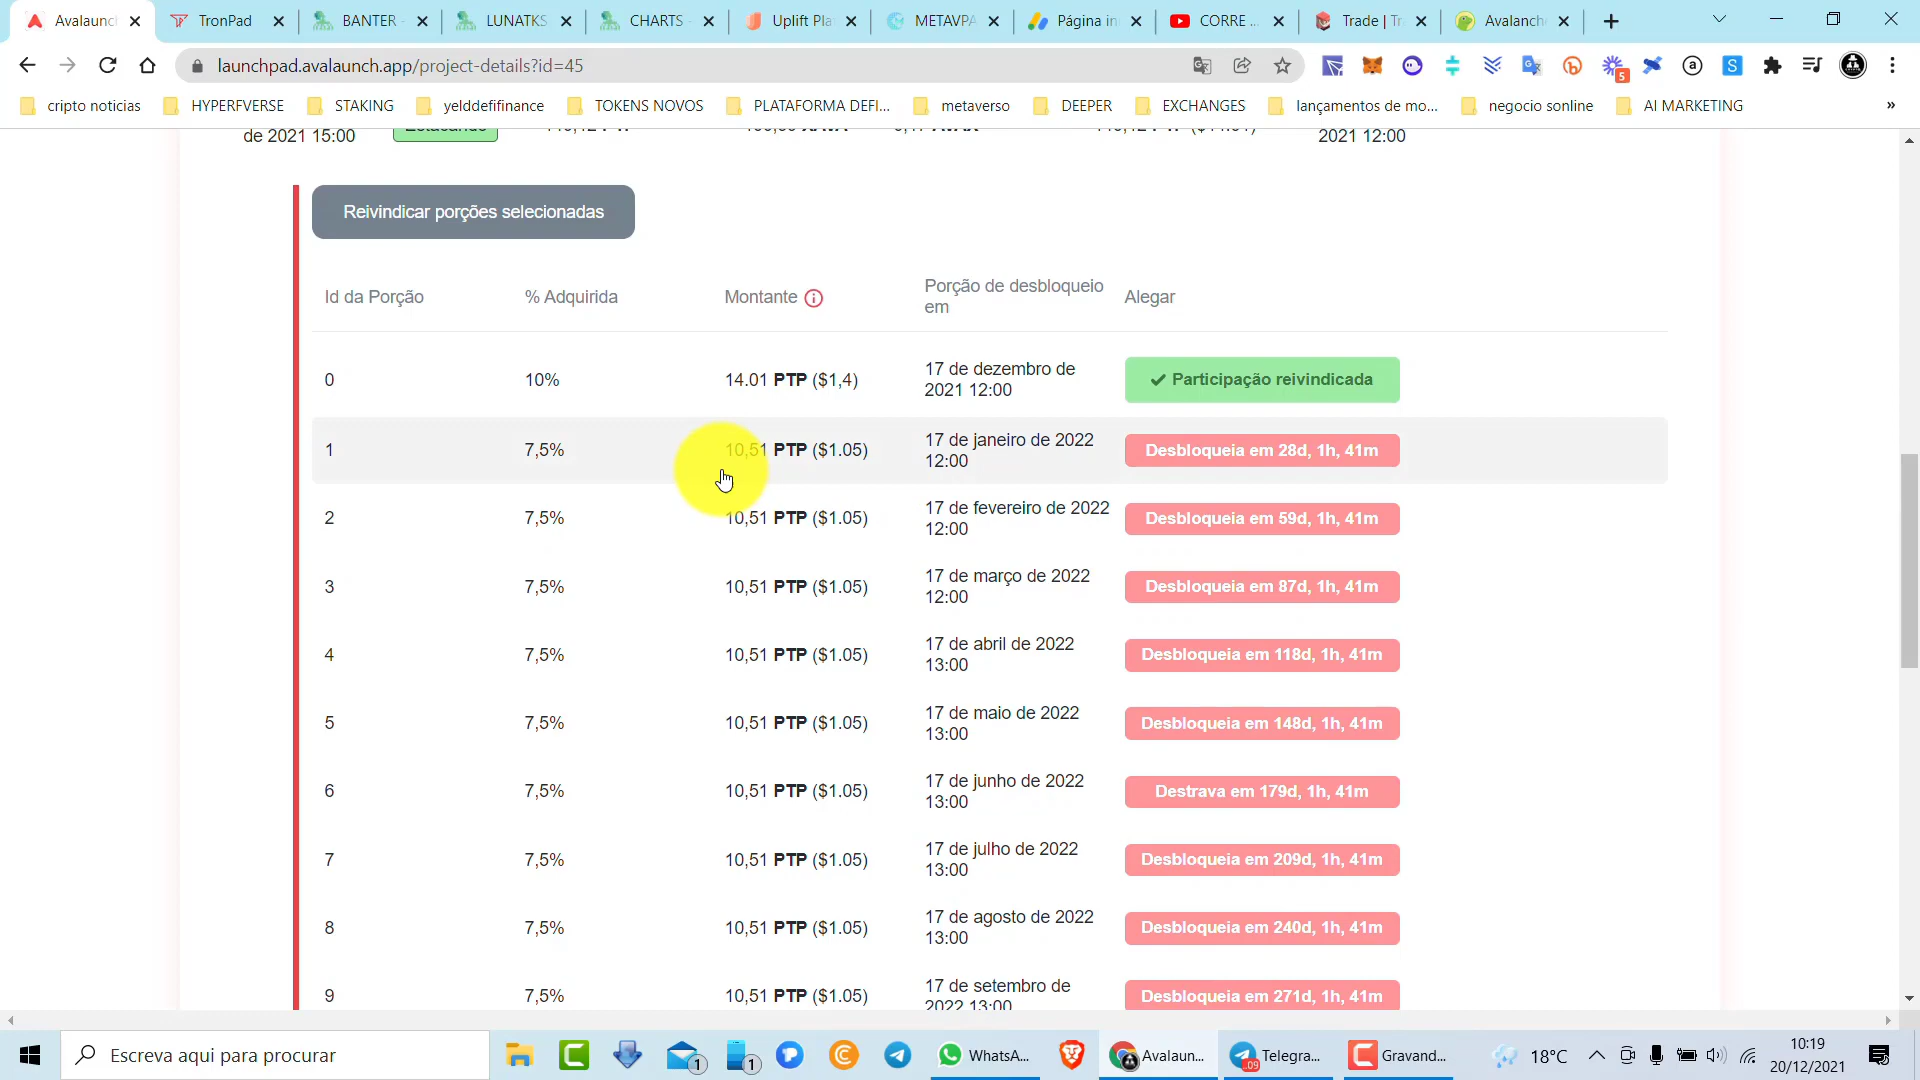 Avalaunc
TronPad
BANTER -
LUNATKS
CHARTS -
Uplift Pla
METAVPA
Página in
CORRE ...
Trade | Tr
Avalanch
launchpad.avalaunch.app/project-details?id=45
cripto noticias
HYPERFVERSE
STAKING
yelddefifinance
TOKENS NOVOS
PLATAFORMA DEFI...
metaverso
DEEPER
EXCHANGES
lançamentos de mo...
negocio sonline
AI MARKETING
»
de 2021 15:00
2021 12:00
Reivindicar porções selecionadas
Id da Porção
% Adquirida
Montante
Porção de desbloqueio
em
Alegar
0
10%
14.01 PTP ($1,4)
17 de dezembro de
2021 12:00
Participação reivindicada
1
7,5%
10,51 PTP ($1.05)
17 de janeiro de 2022
12:00
Desbloqueia em 28d, 1h, 41m
2
7,5%
10,51 PTP ($1.05)
17 de fevereiro de 2022
12:00
Desbloqueia em 59d, 1h, 41m
3
7,5%
10,51 PTP ($1.05)
17 de março de 2022
12:00
Desbloqueia em 87d, 1h, 41m
4
7,5%
10,51 PTP ($1.05)
17 de abril de 2022
13:00
Desbloqueia em 118d, 1h, 41m
5
7,5%
10,51 PTP ($1.05)
17 de maio de 2022
13:00
Desbloqueia em 148d, 1h, 41m
6
7,5%
10,51 PTP ($1.05)
17 de junho de 2022
13:00
Destrava em 179d, 1h, 41m
7
7,5%
10,51 PTP ($1.05)
17 de julho de 2022
13:00
Desbloqueia em 209d, 1h, 41m
8
7,5%
10,51 PTP ($1.05)
17 de agosto de 2022
13:00
Desbloqueia em 240d, 1h, 41m
9
7,5%
10,51 PTP ($1.05)
17 de setembro de
2022 13:00
Desbloqueia em 271d, 1h, 41m
Escreva aqui para procurar
WhatsA...
Avalaun...
Telegra...
Gravand...
18°C
10:19
20/12/2021